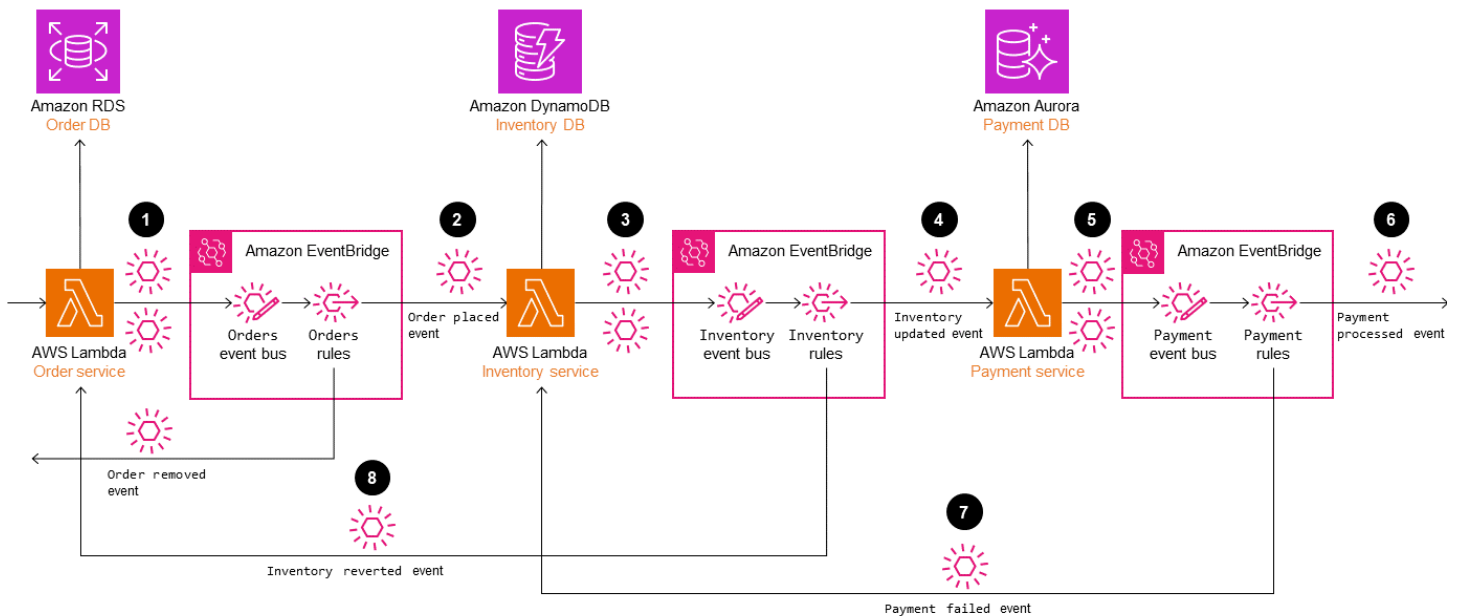 Amazon RDS
Order DB
Amazon DynamoDB
Inventory DB
Amazon Aurora
Payment DB
1
2
3
4
5
6
Amazon EventBridge
Amazon EventBridge
Amazon EventBridge
Orders
event bus
Orders
rules
Order placed
event
Inventory
event bus
Inventory
rules
Inventory
updated event
Payment
event bus
Payment
rules
Payment
processed event
AWS Lambda
Order service
AWS Lambda
Inventory service
AWS Lambda
Payment service
Order removed
event
8
Inventory reverted event
7
Payment failed event